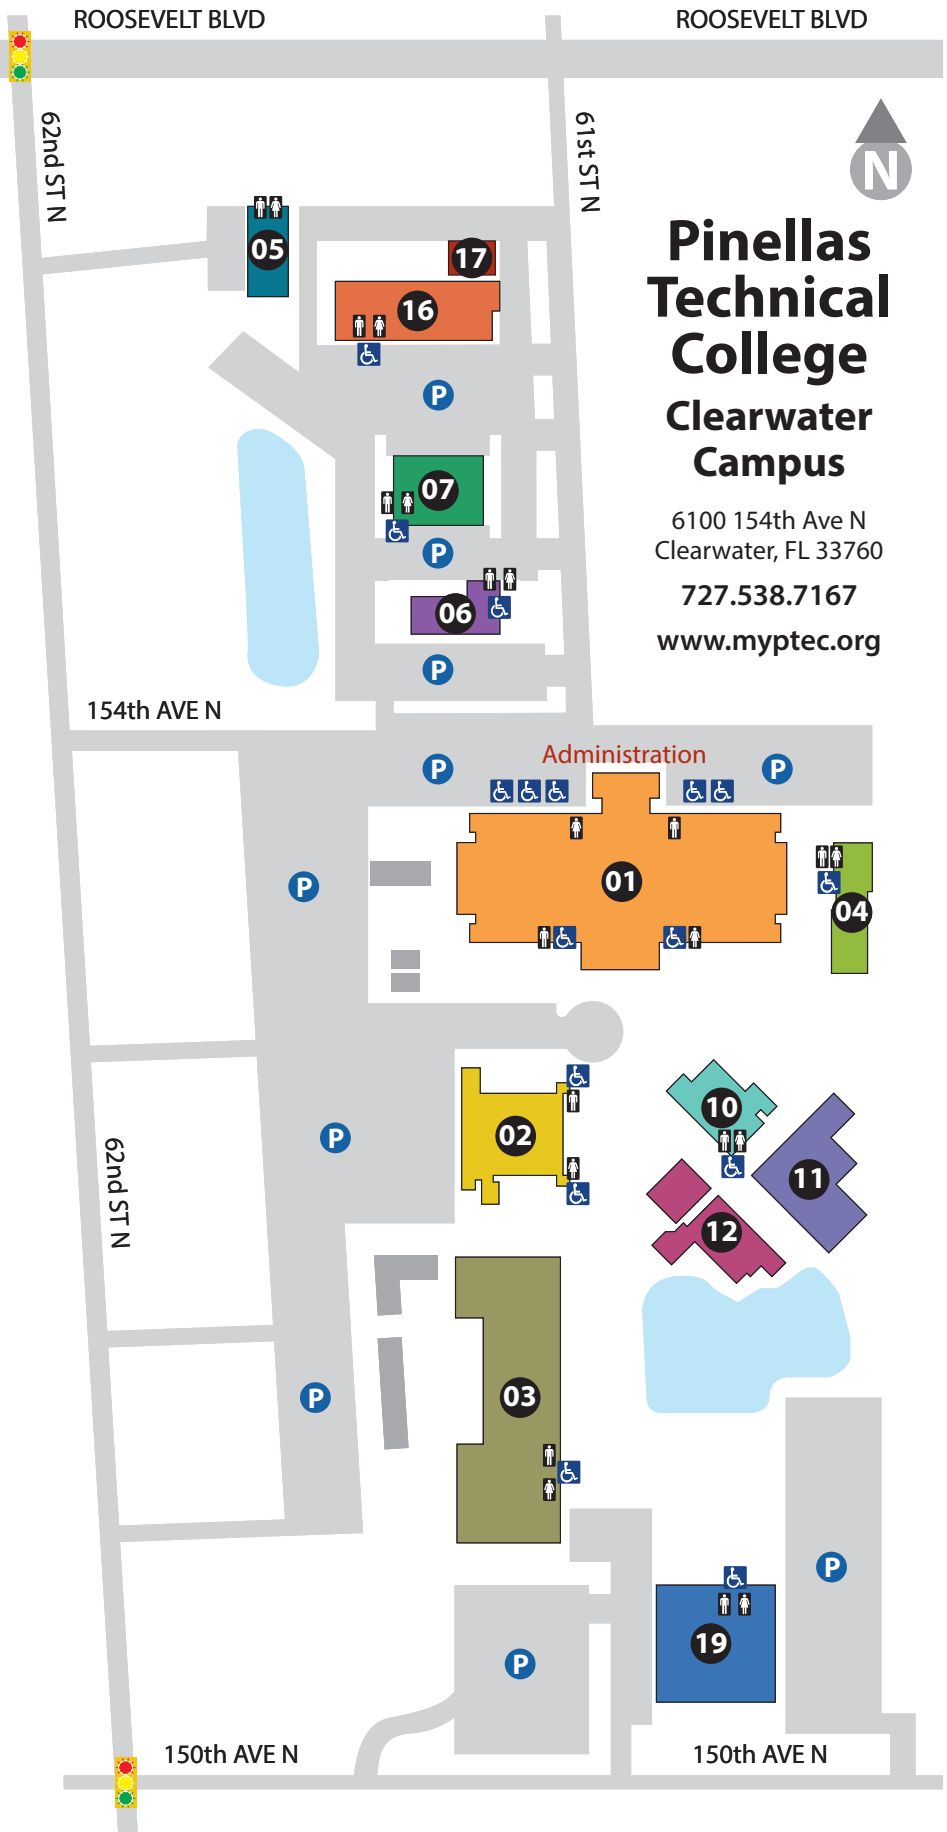 ROOSEVELT BLVD
ROOSEVELT BLVD
62nd ST N
61st ST N
N
Pinellas
Technical
College
Clearwater
Campus
6100 154th Ave N
Clearwater, FL 33760
727.538.7167
www.myptec.org
05
17
16
P
07
P
06
P
154th AVE N
Administration
P
P
01
P
04
02
P
10
11
12
62nd ST N
03
P
P
19
P
150th AVE N
150th AVE N